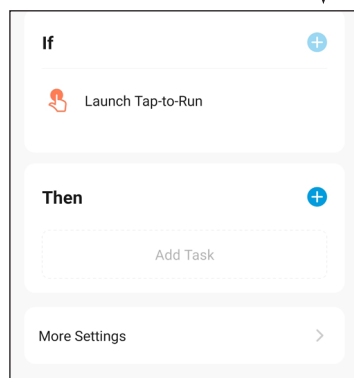 If
Launch Tap-to-Run
Then
Add Task
More Settings